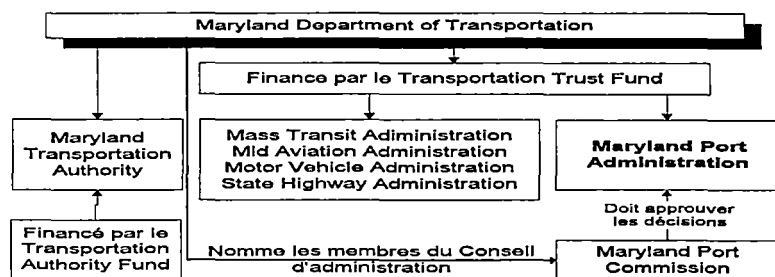 Maryland Department of Transportation
Finance par le Transportation Trust Fund
Maryland
Transportation
Authority
Mass Transit Adiministration
Mid Aviation Administration
Motor Vehicle Administration
State Highway Administration
Maryland Port
Administration
Doit approuver
les décisions
Financé par le
Transportation
Authority Fund
Nomme les membres du Conseil
d'administration
Maryland Port
Commission